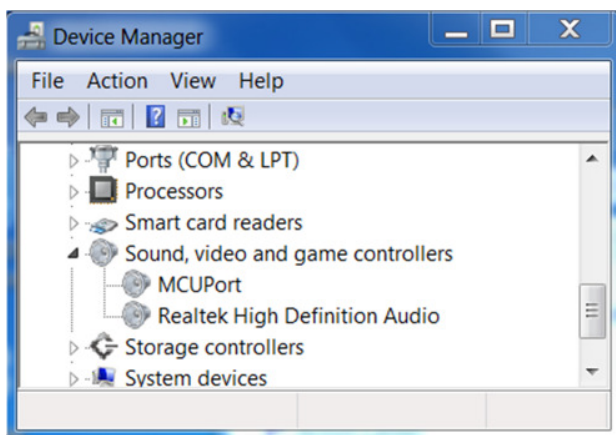 Device Manager
File Action View Help
Ports (COM & LPT)
Processors
Smart card readers
Sound, video and game controllers
MCUPort
Realtek High Definition Audio
Storage controllers
System devices